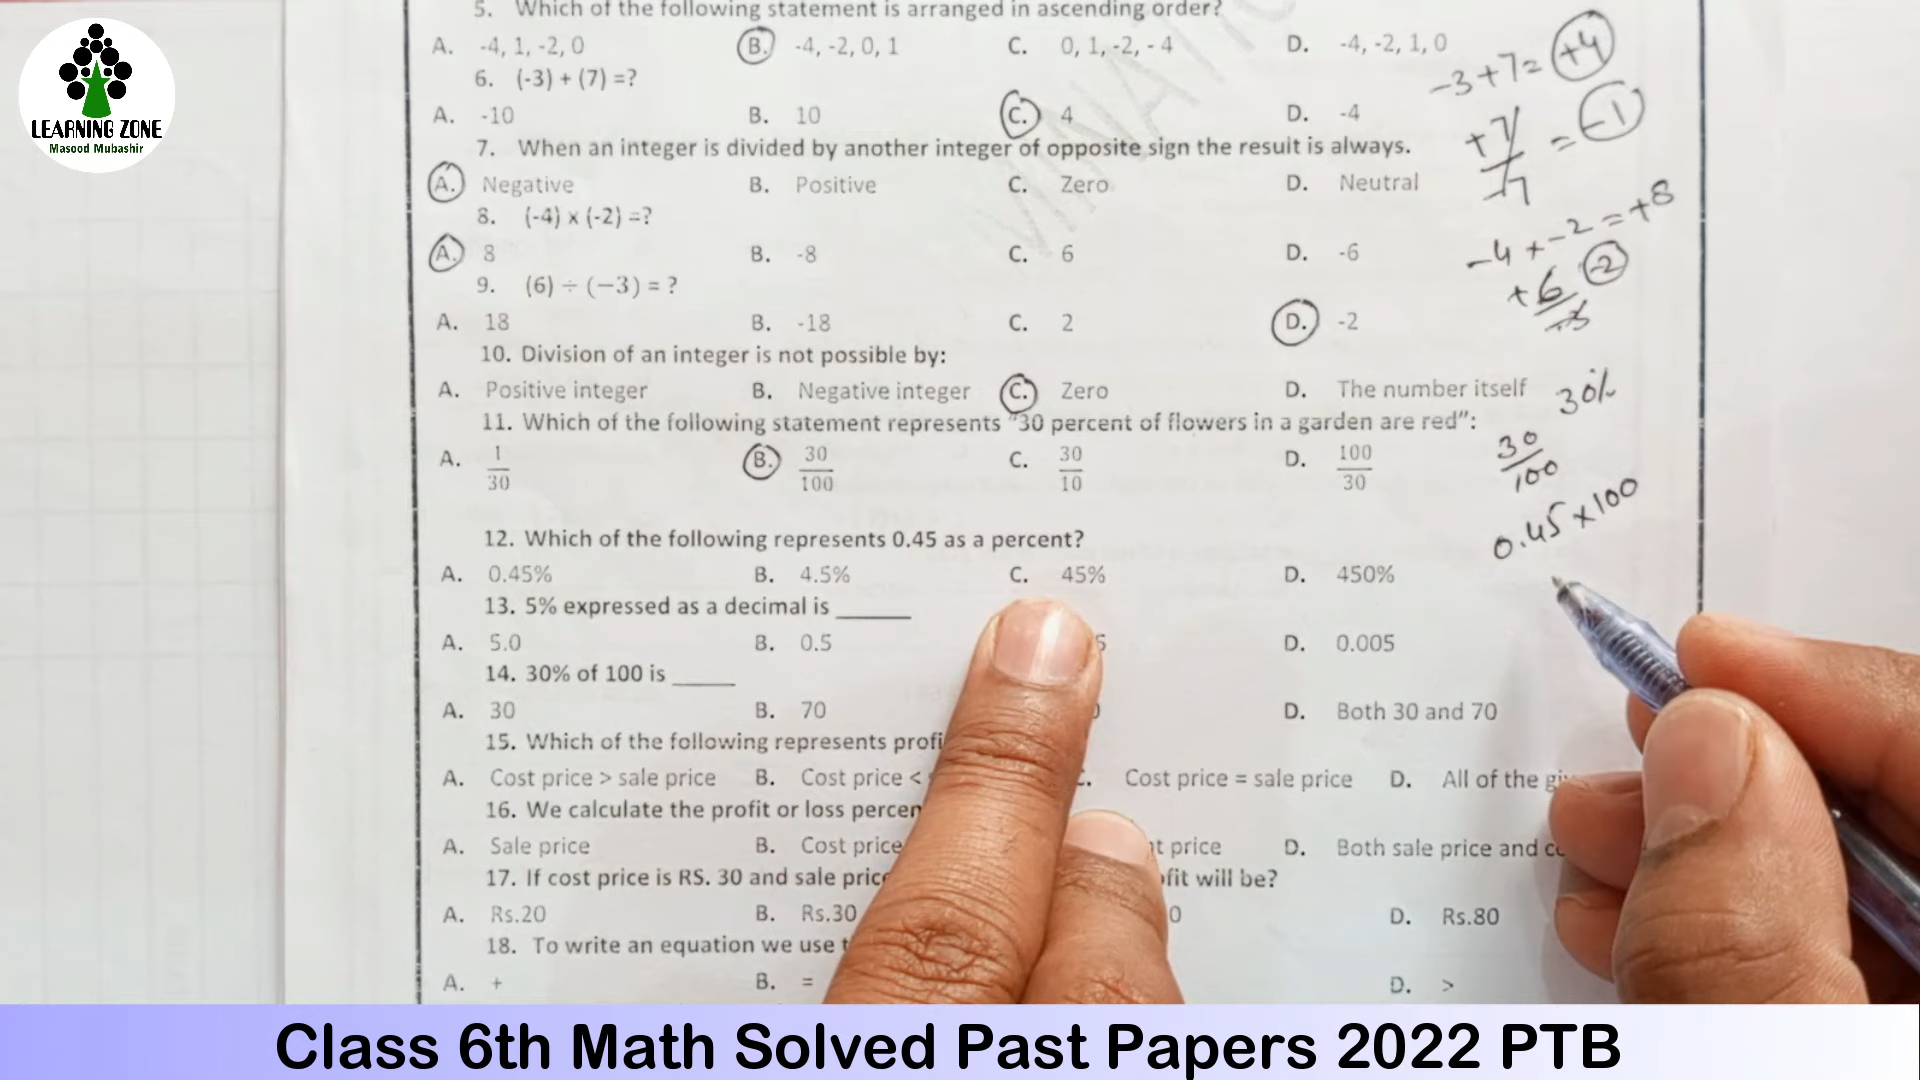 LEARNING ZONE
Masood Mubashir
5. Which of the following statement is arranged in ascending order?
A. -4, 1, -2, 0 B. -4, -2, 0, 1 C. 0, 1, -2, - 4 D. -4, -2, 1, 0
-3+7= +4
6. (-3) + (7) =?
A. -10 B. 10 C. 4 D. -4
+7/-7 = -1
7. When an integer is divided by another integer of opposite sign the result is always.
A. Negative B. Positive C. Zero D. Neutral
8. (-4) x (-2) =?
-4 + -2 = +8
A. 8 B. -8 C. 6 D. -6
+6/-3 -2
9. (6) ÷ (−3) = ?
A. 18 B. -18 C. 2 D. -2
10. Division of an integer is not possible by:
A. Positive integer B. Negative integer C. Zero D. The number itself
30%
11. Which of the following statement represents "30 percent of flowers in a garden are red":
A. 1/30 B. 30/100 C. 30/10 D. 100/30
30/100
0.45×100
12. Which of the following represents 0.45 as a percent?
A. 0.45% B. 4.5% C. 45% D. 450%
13. 5% expressed as a decimal is ______
A. 5.0 B. 0.5 5 D. 0.005
14. 30% of 100 is _____
A. 30 B. 70 D. Both 30 and 70
15. Which of the following represents
A. Cost price > sale price B. Cost price < C. Cost price = sale price D. All of the
16. We calculate the profit or loss
A. Sale price B. Cost price price D. Both sale price and
17. If cost price is RS. 30 and sale will be?
A. Rs.20 B. Rs.30 D. Rs.80
18. To write an equation we use
A. + B. = D. >
Class 6th Math Solved Past Papers 2022 PTB